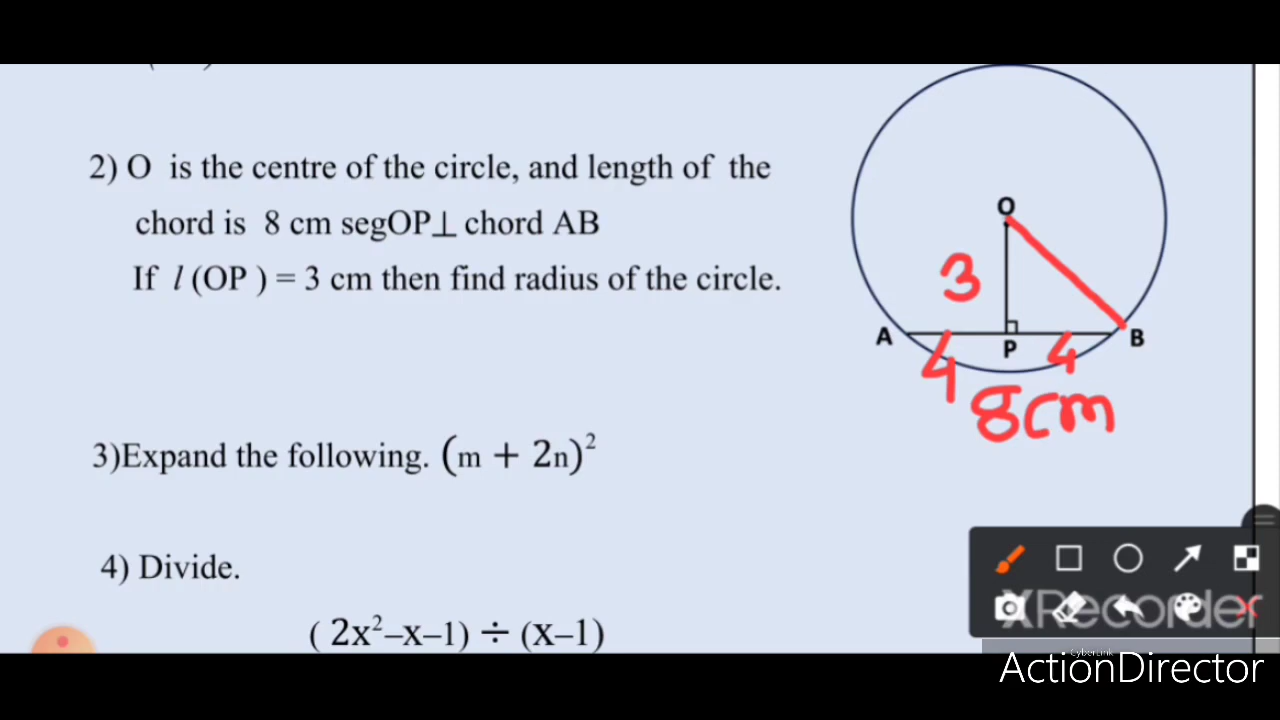 2) O is the centre of the circle, and length of the
chord is 8 cm segOP⊥ chord AB
If l (OP ) = 3 cm then find radius of the circle.
O
3
A
P
B
4
4
8cm
3)Expand the following. (m + 2n)²
4) Divide.
( 2x²–x–1) ÷ (x–1)
XRecorder
CyberLink
ActionDirector